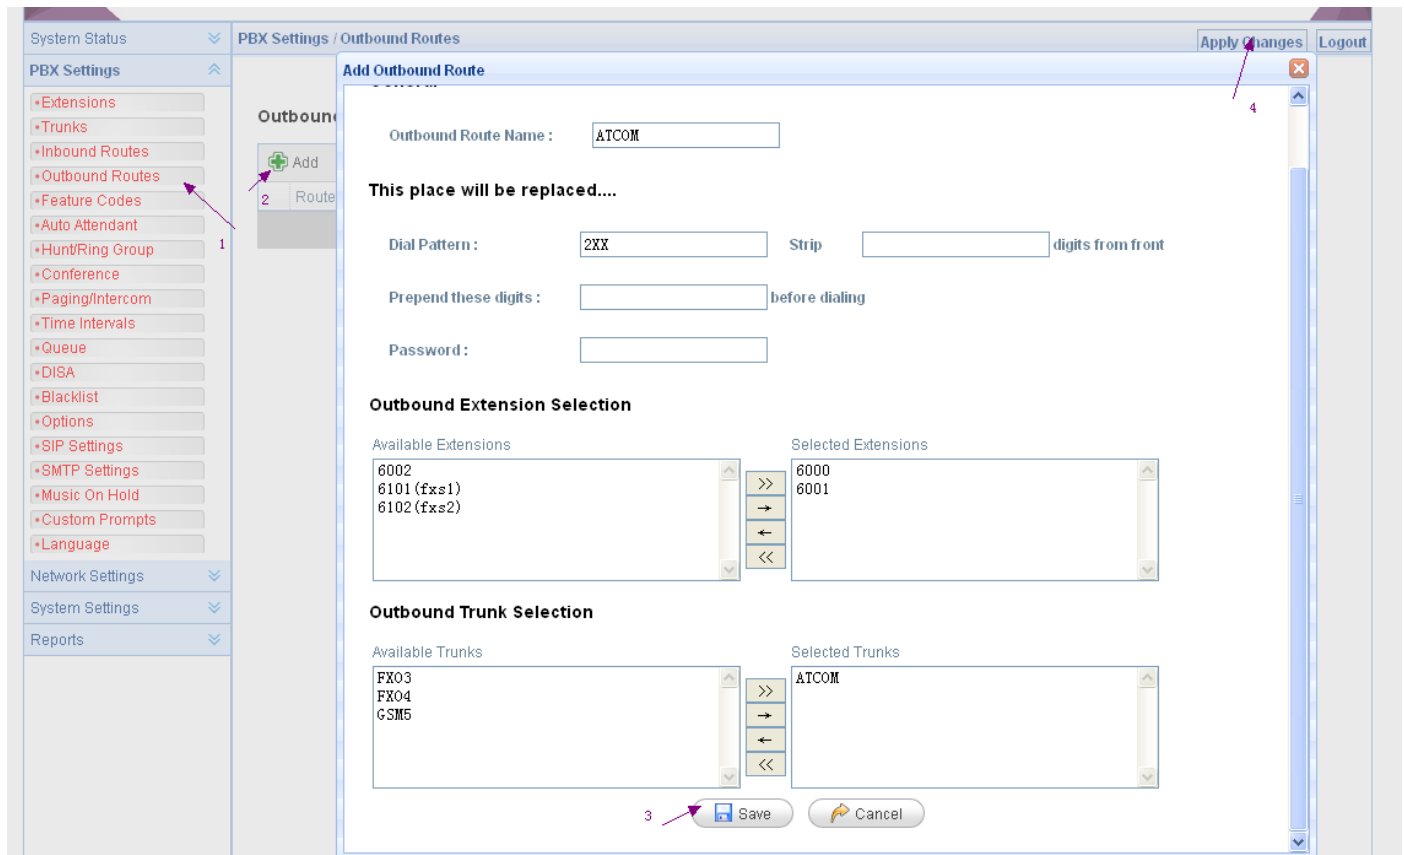 System Status
PBX Settings / Outbound Routes
Apply Changes
Logout
PBX Settings
Extensions
Trunks
Inbound Routes
Outbound Routes
Feature Codes
Auto Attendant
Hunt/Ring Group
Conference
Paging/Intercom
Time Intervals
Queue
DISA
Blacklist
Options
SIP Settings
SMTP Settings
Music On Hold
Custom Prompts
Language
Network Settings
System Settings
Reports
1
Add
2
Route
Add Outbound Route
4
General
Outbound Route Name : ATCOM
This place will be replaced....
Dial Pattern : 2XX Strip digits from front
Prepend these digits : before dialing
Password :
Outbound Extension Selection
Available Extensions
6002
6101(fxs1)
6102(fxs2)
>>
→
←
<<
Selected Extensions
6000
6001
Outbound Trunk Selection
Available Trunks
FXO3
FXO4
GSM5
>>
→
←
<<
Selected Trunks
ATCOM
3
Save
Cancel